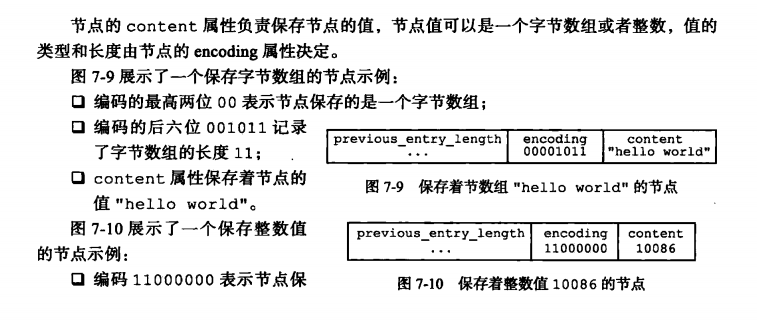 节点的 content 属性负责保存节点的值，节点值可以是一个字节数组或者整数，值的
类型和长度由节点的 encoding 属性决定。
图 7-9 展示了一个保存字节数组的节点示例：
❑ 编码的最高两位 00 表示节点保存的是一个字节数组；
❑ 编码的后六位 001011 记录
了字节数组的长度 11；
❑ content 属性保存着节点的
值 "hello world"。
图 7-10 展示了一个保存整数值
的节点示例：
❑ 编码 11000000 表示节点保
previous_entry_length encoding content
... 00001011 "hello world"
图 7-9 保存着节数组 "hello world" 的节点
previous_entry_length encoding content
... 11000000 10086
图 7-10 保存着整数值 10086 的节点